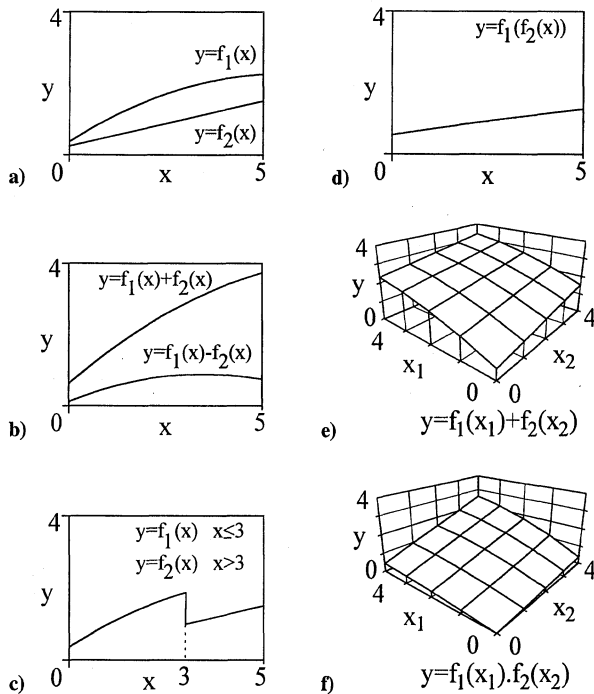 4
y=f1(x)
y
y=f2(x)
0 x 5
a)
4
y=f1(x)+f2(x)
y
y=f1(x)-f2(x)
0 x 5
b)
4
y=f1(x) x≤3
y=f2(x) x>3
y
0 x 3 5
c)
4
y=f1(f2(x))
y
0 x 5
d)
4
y
0
4
x1
0
0
x2
4
e)
y=f1(x1)+f2(x2)
4
y
0
4
x1
0
0
x2
4
f)
y=f1(x1).f2(x2)